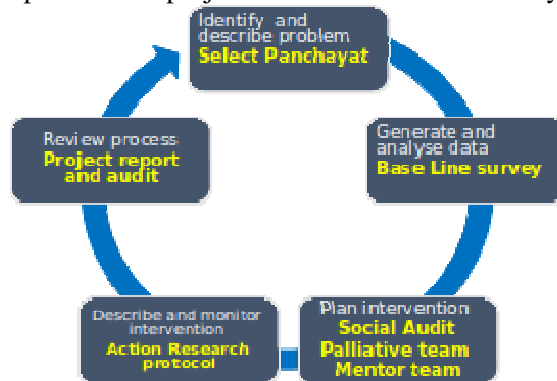 Identify and
describe problem
Select Panchayat
Generate and
analyse data
Base Line survey
Plan intervention
Social Audit
Palliative team
Mentor team
Describe and monitor
intervention
Action Research
protocol
Review process
Project report
and audit